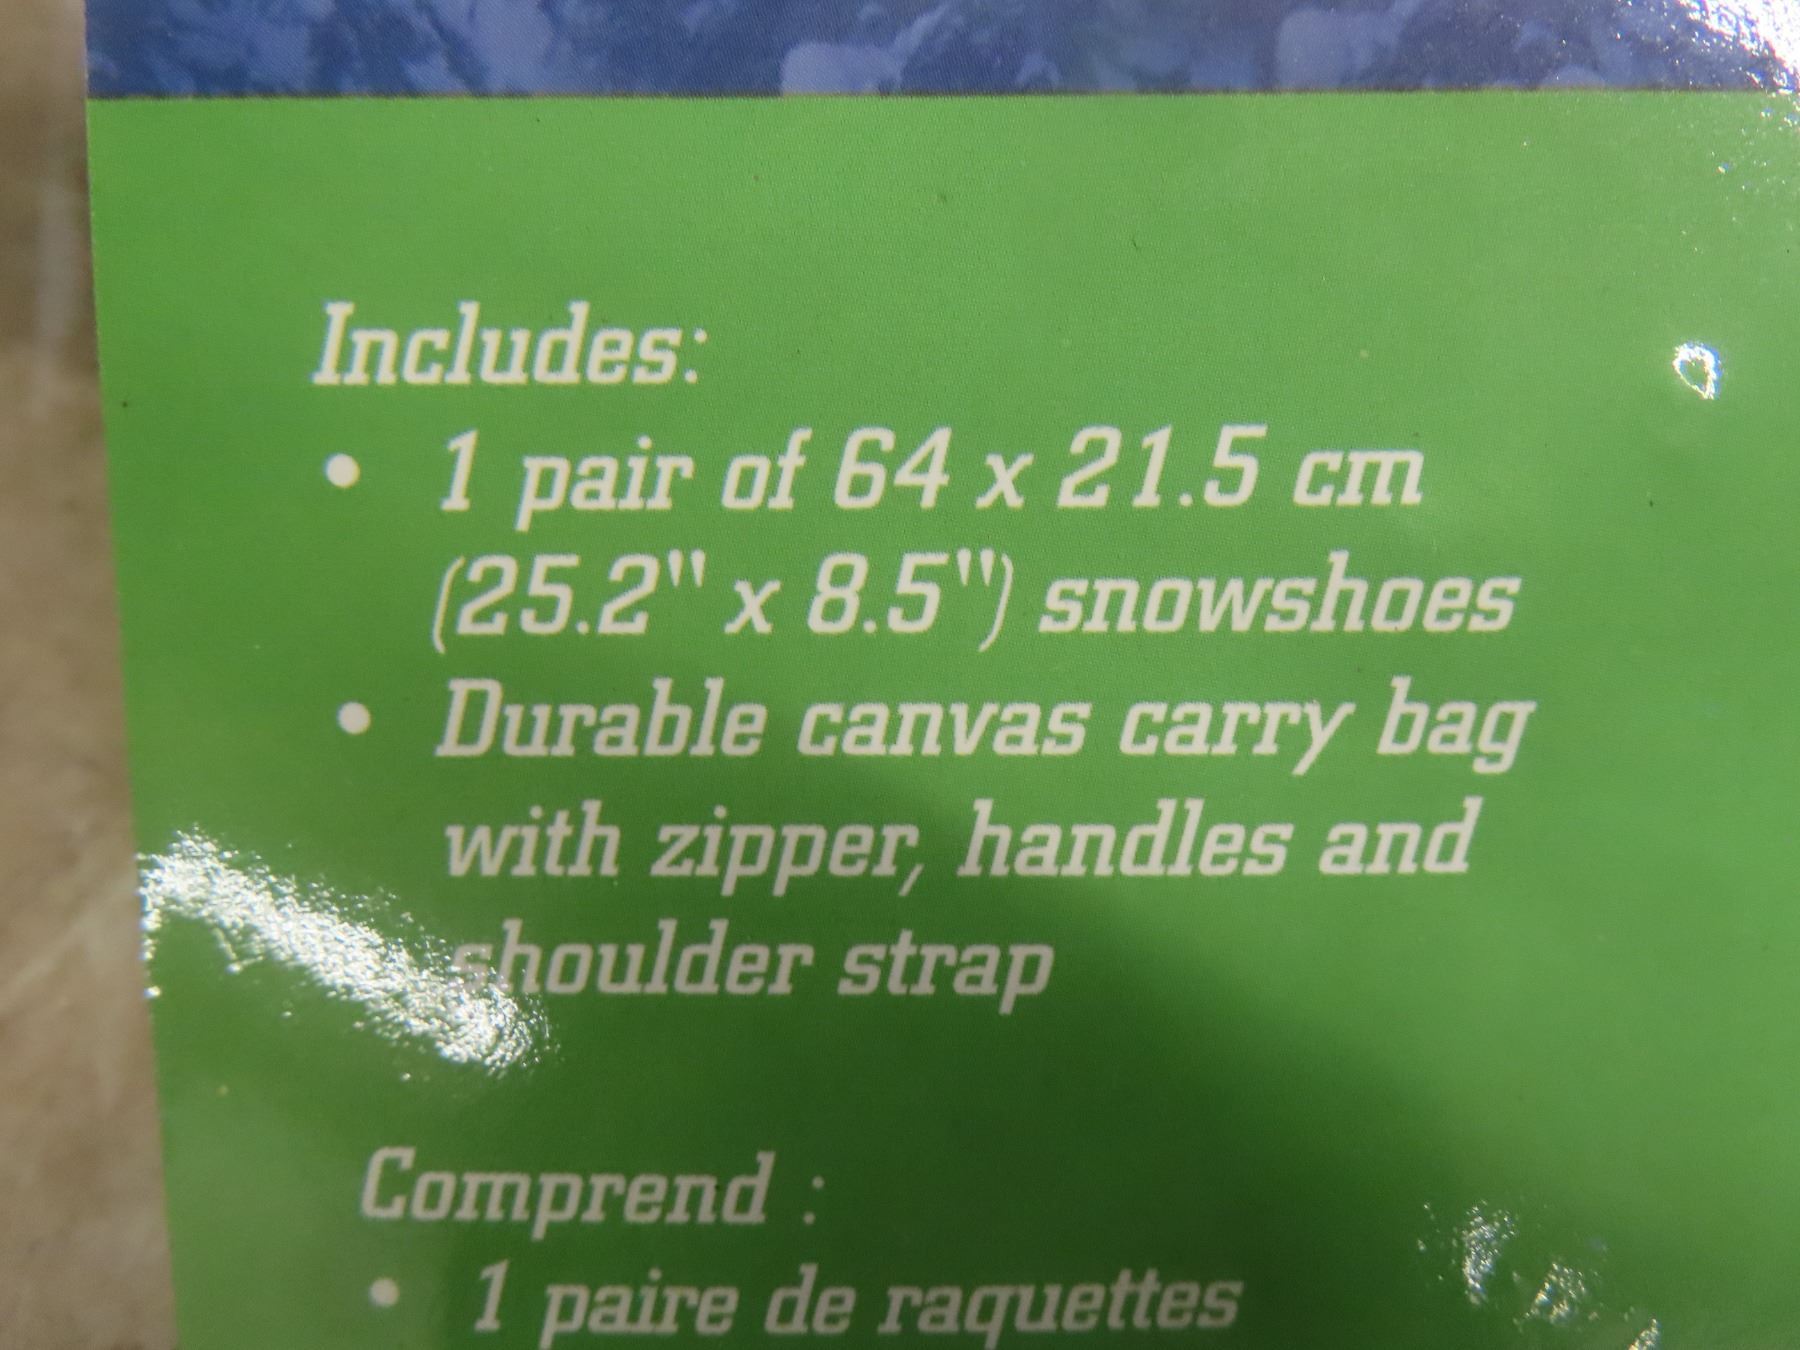 Includes:
• 1 pair of 64 x 21.5 cm
(25.2" x 8.5") snowshoes
• Durable canvas carry bag
with zipper, handles and
shoulder strap
Comprend :
• 1 paire de raquettes